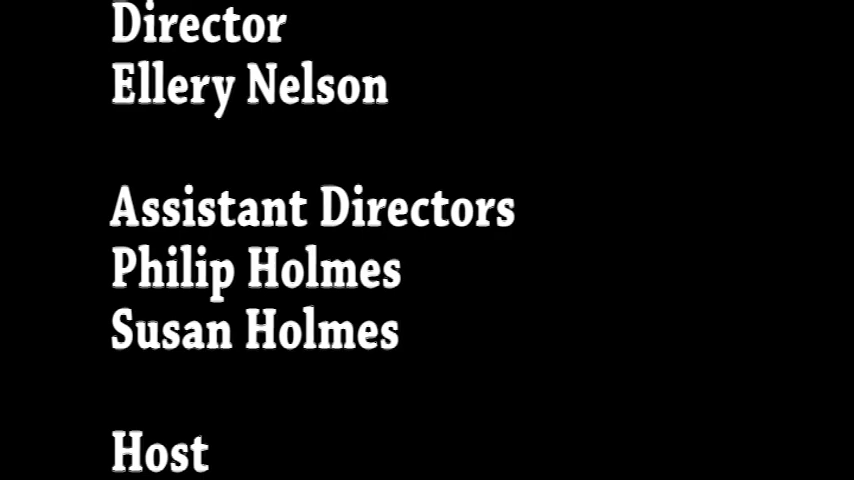 Director
Ellery Nelson
Assistant Directors
Philip Holmes
Susan Holmes
Host